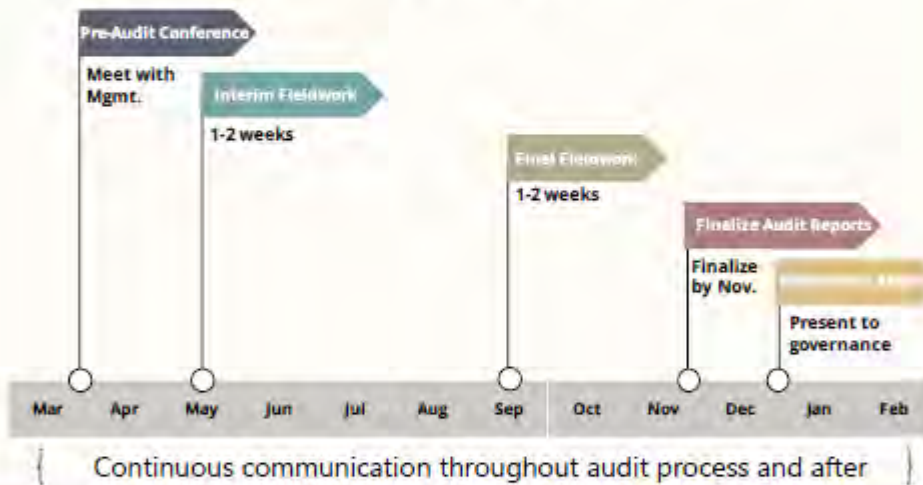 Pre-Audit Conference
Meet with
Mgmt.
Interim Fieldwork
1-2 weeks
Final Fieldwork
1-2 weeks
Finalize Audit Reports
Finalize
by Nov.
Present to
governance
Mar Apr May Jun Jul Aug Sep Oct Nov Dec Jan Feb
Continuous communication throughout audit process and after